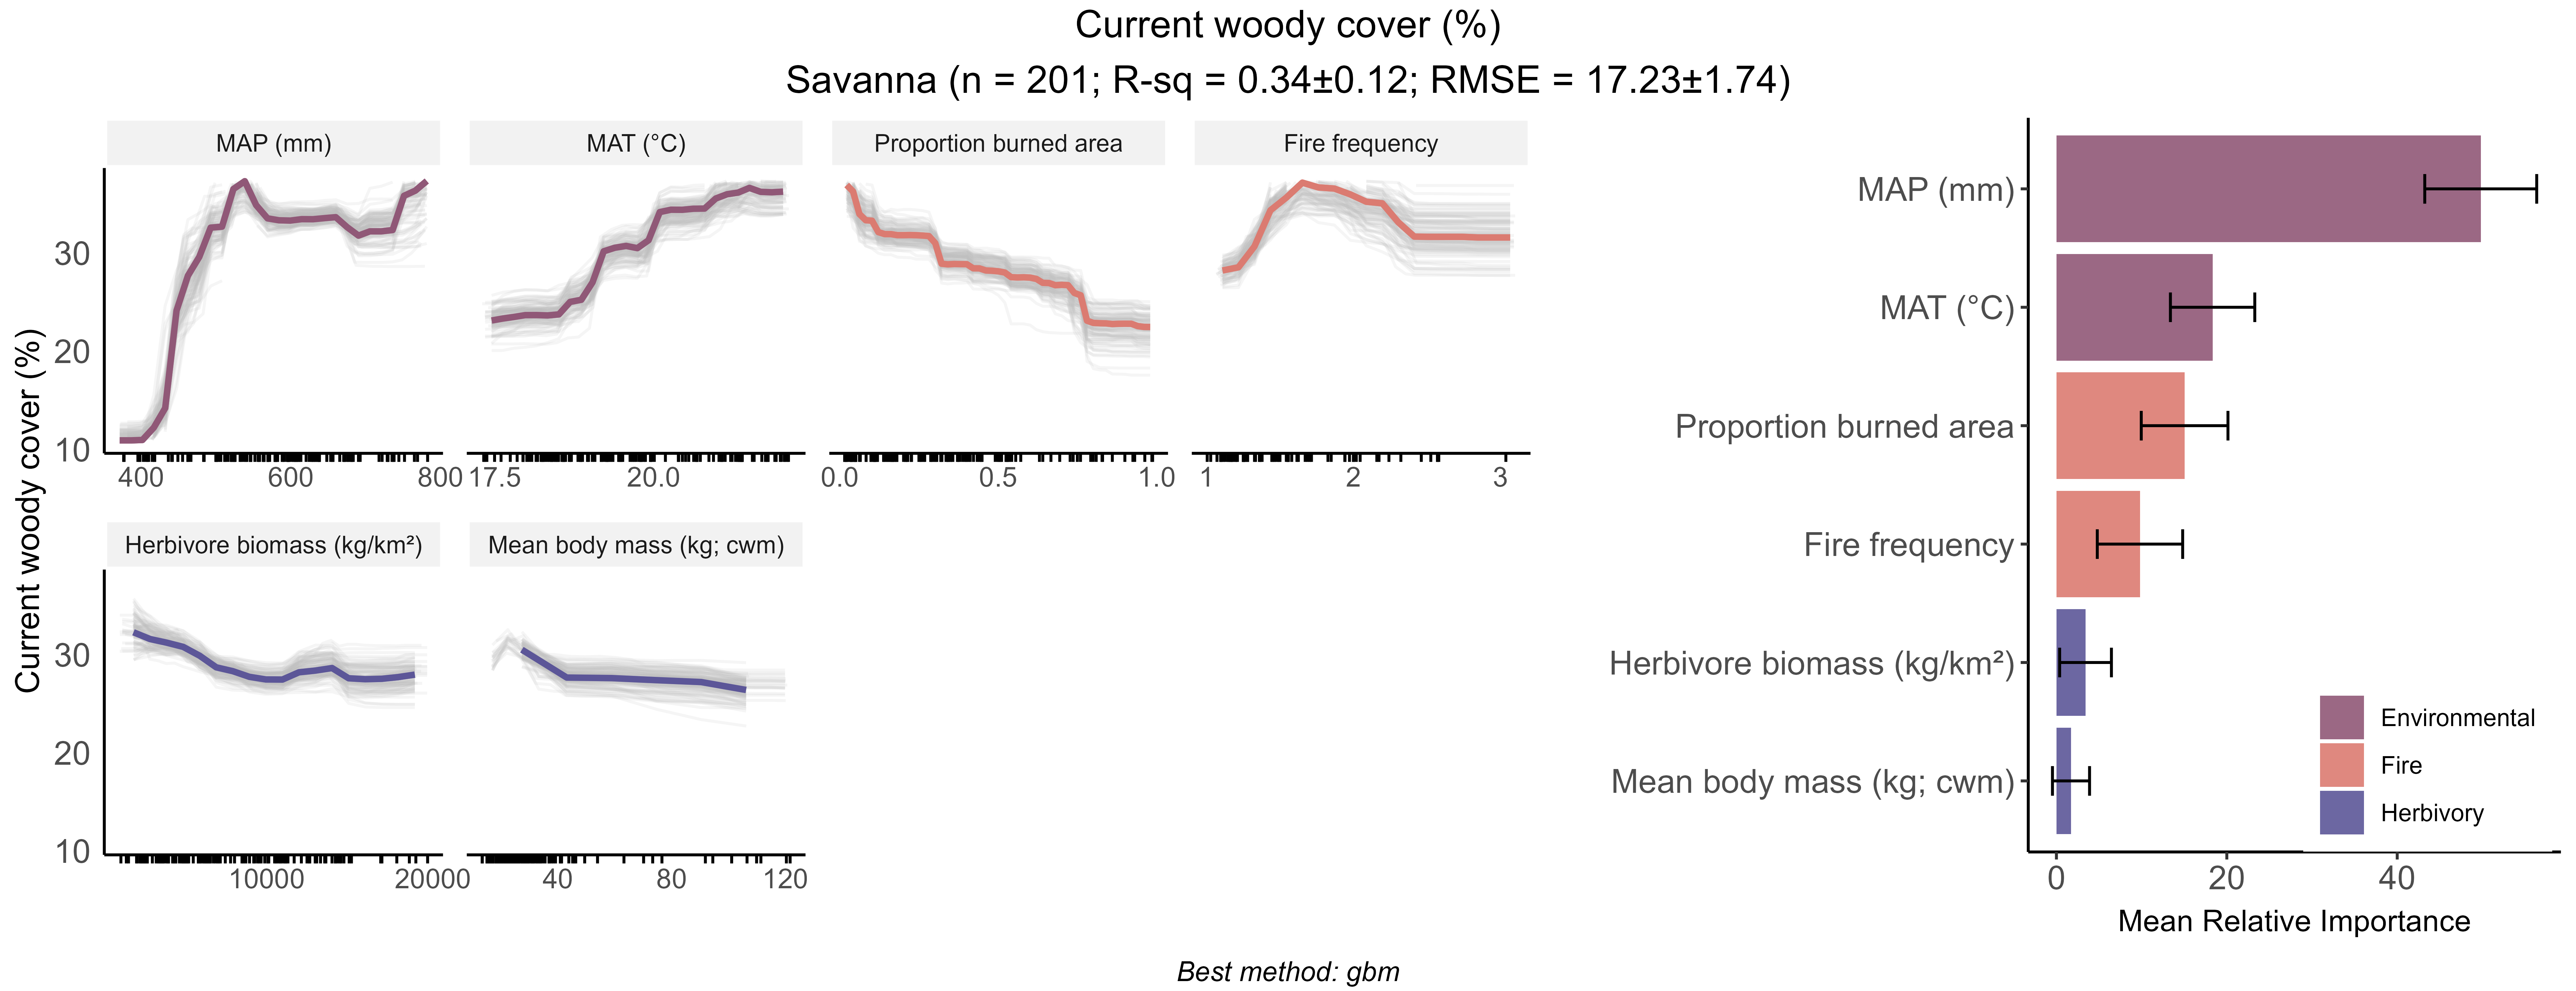 Current woody cover (%)
Savanna (n = 201; R-sq = 0.34±0.12; RMSE = 17.23±1.74)
MAP (mm)
MAT (°C)
Proportion burned area
Fire frequency
Current woody cover (%)
30
20
10
400 600 800
17.5 20.0
0.0 0.5 1.0
1 2 3
Herbivore biomass (kg/km²)
Mean body mass (kg; cwm)
30
20
10
10000 20000
40 80 120
MAP (mm)
MAT (°C)
Proportion burned area
Fire frequency
Herbivore biomass (kg/km²)
Mean body mass (kg; cwm)
Environmental
Fire
Herbivory
0 20 40
Mean Relative Importance
Best method: gbm